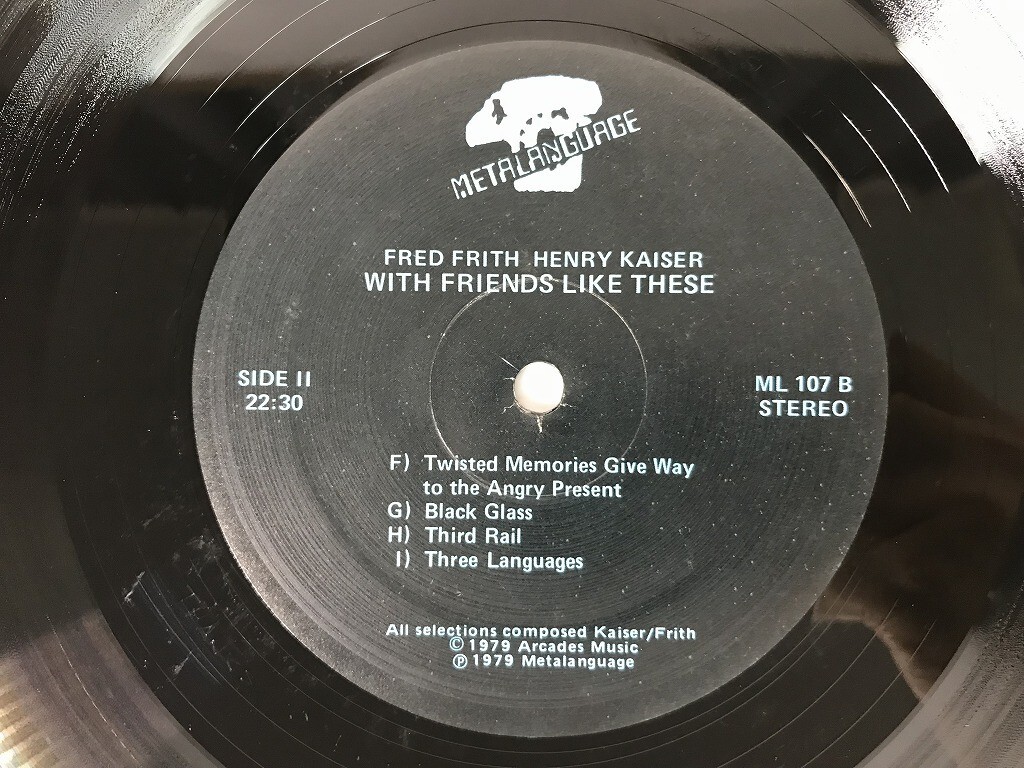 METALANGUAGE
FRED FRITH HENRY KAISER
WITH FRIENDS LIKE THESE
SIDE II
22:30
ML 107 B
STEREO
F) Twisted Memories Give Way
to the Angry Present
G) Black Glass
H) Third Rail
I) Three Languages
All selections composed Kaiser/Frith
© 1979 Arcades Music
℗ 1979 Metalanguage